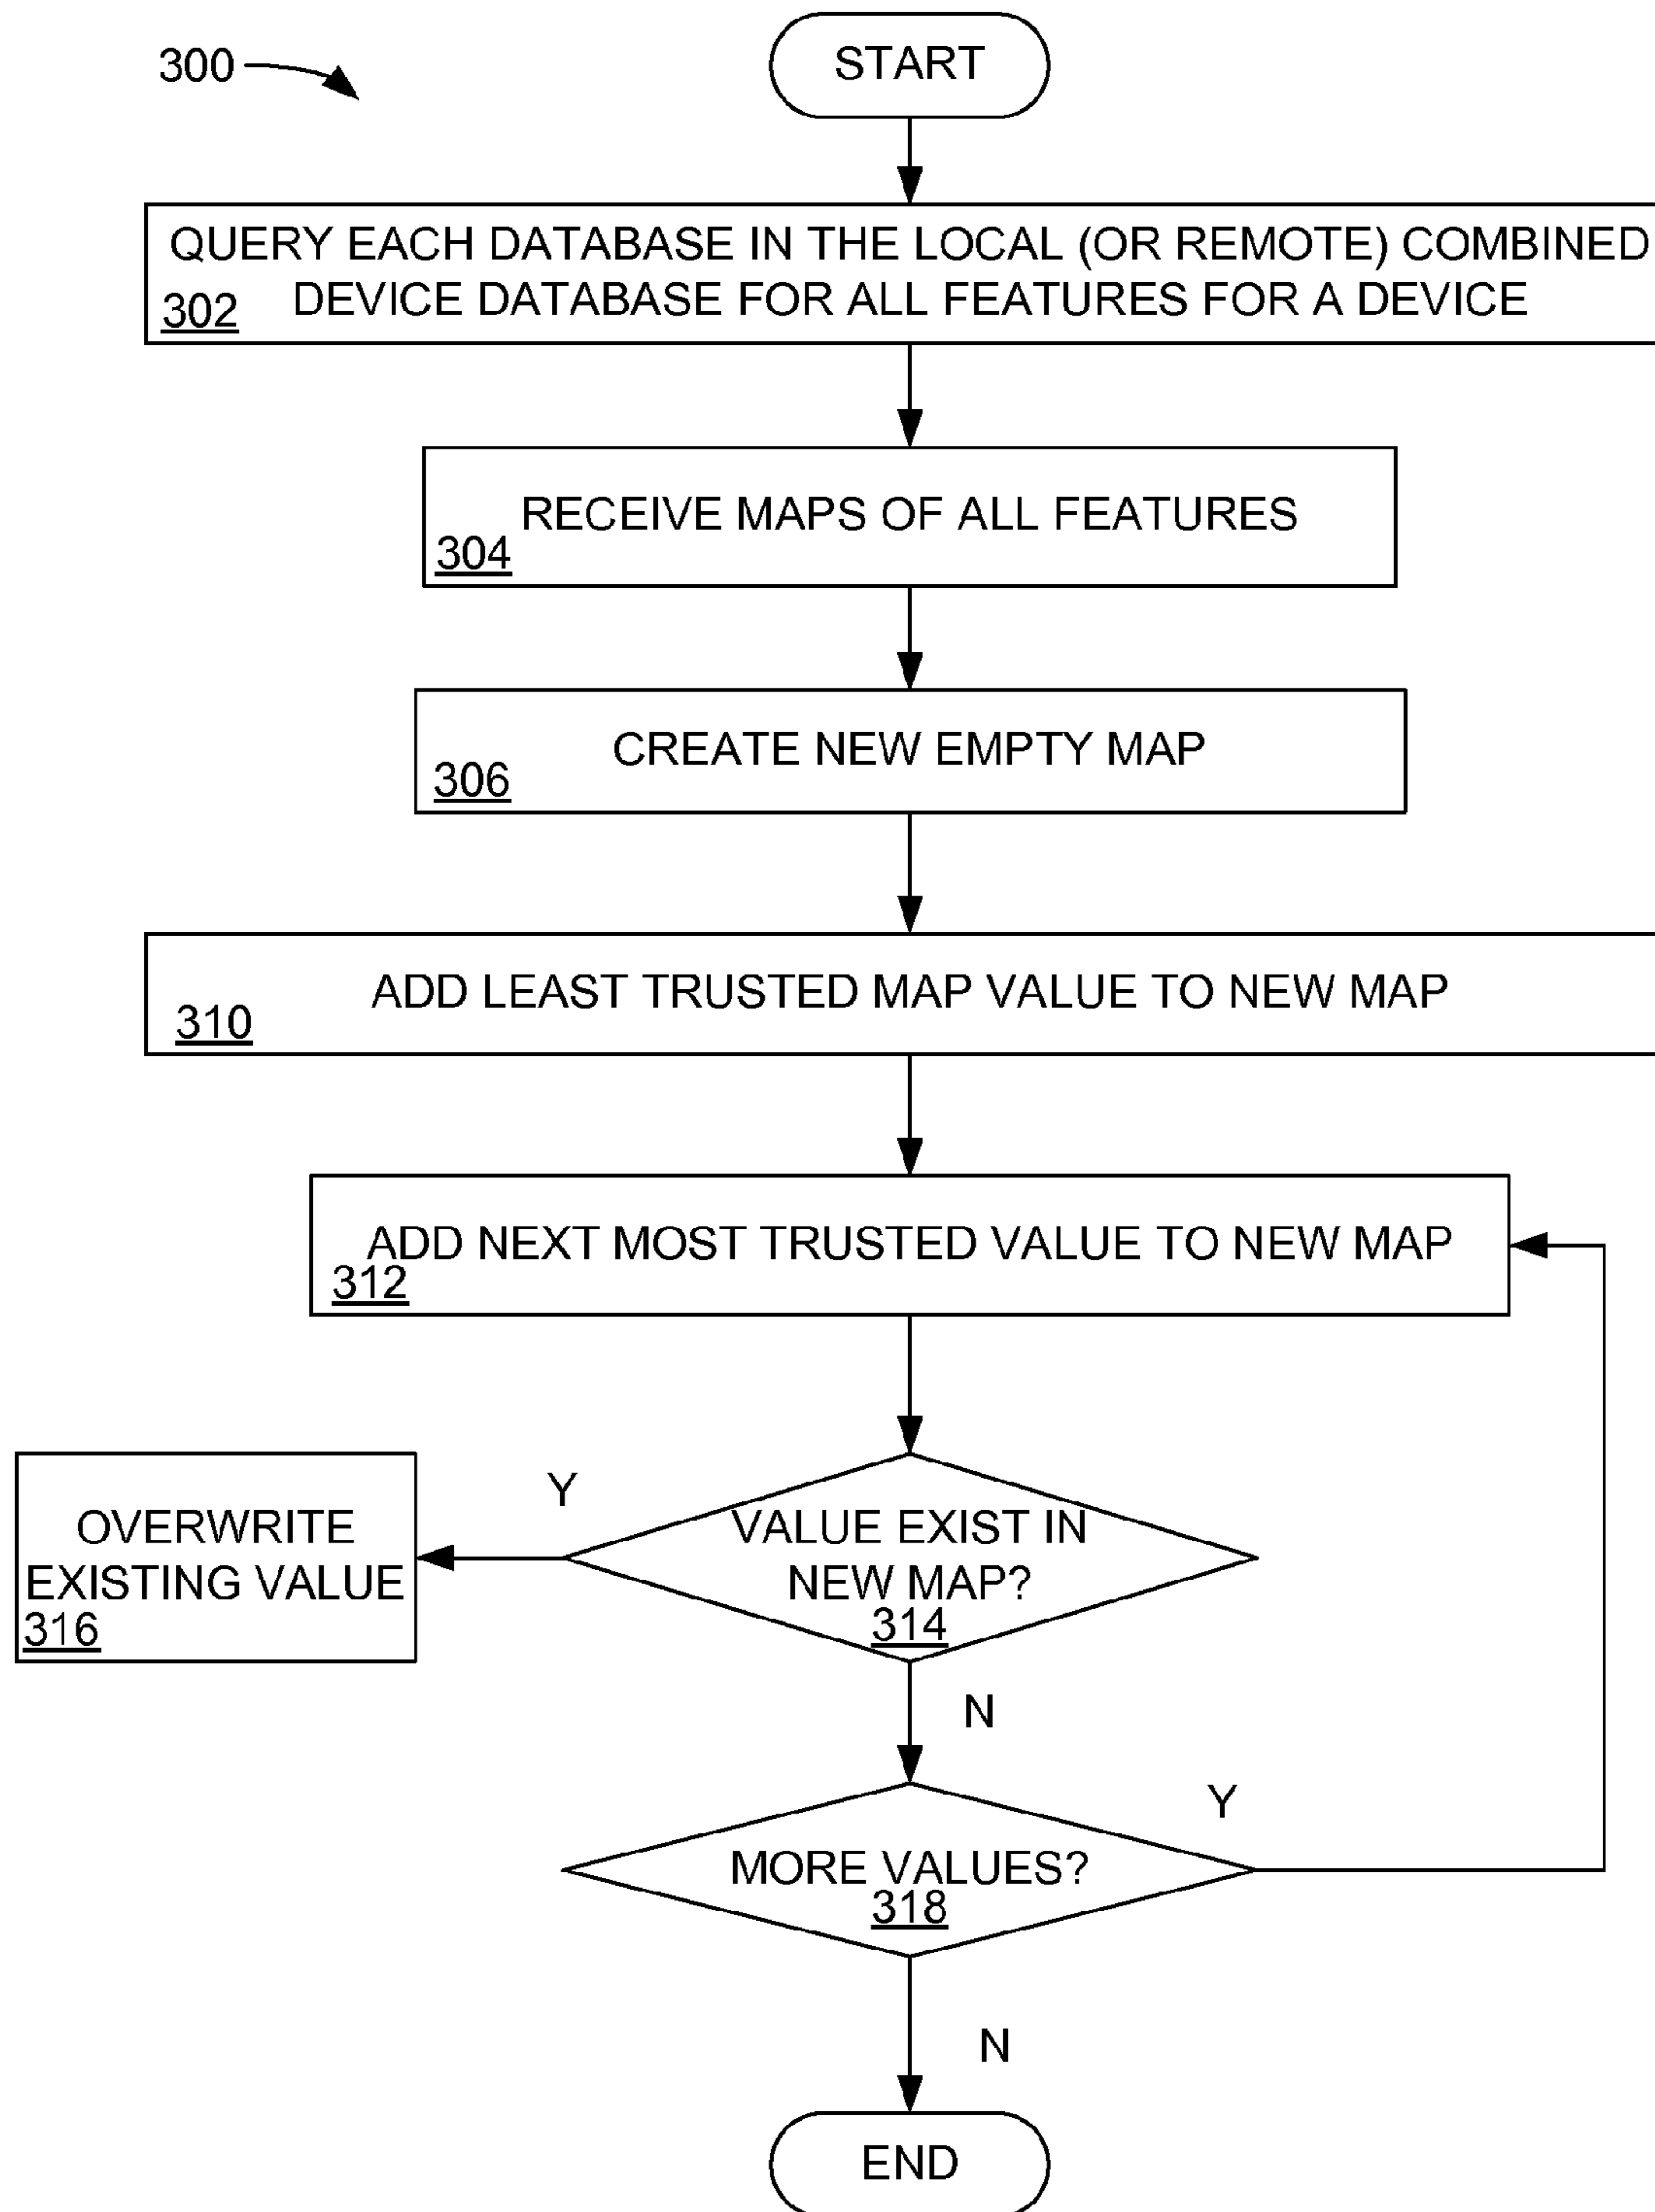 300
START
QUERY EACH DATABASE IN THE LOCAL (OR REMOTE) COMBINED
302 DEVICE DATABASE FOR ALL FEATURES FOR A DEVICE
RECEIVE MAPS OF ALL FEATURES
304
CREATE NEW EMPTY MAP
306
ADD LEAST TRUSTED MAP VALUE TO NEW MAP
310
ADD NEXT MOST TRUSTED VALUE TO NEW MAP
312
Y
OVERWRITE
EXISTING VALUE
316
VALUE EXIST IN
NEW MAP?
314
N
Y
MORE VALUES?
318
N
END